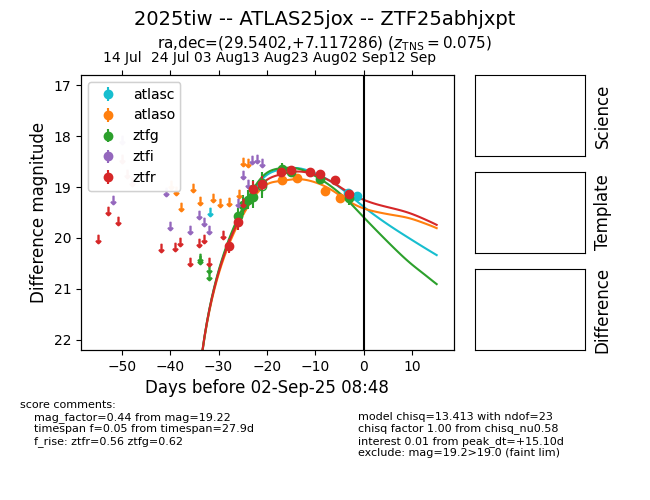 2025tiw -- ATLAS25jox -- ZTF25abhjxpt
ra,dec=(29.5402,+7.117286) (zTNS = 0.075)
14 Jul 24 Jul 03 Aug13 Aug23 Aug02 Sep12 Sep
17
18
19
20
21
22
Difference magnitude
atlasc
atlaso
ztfg
ztfi
ztfr
−50 −40 −30 −20 −10 0 10
Days before 02-Sep-25 08:48
Science
Template
Difference
score comments:
mag_factor=0.44 from mag=19.22
timespan f=0.05 from timespan=27.9d
f_rise: ztfr=0.56 ztfg=0.62
model chisq=13.413 with ndof=23
chisq factor 1.00 from chisq_nu0.58
interest 0.01 from peak_dt=+15.10d
exclude: mag=19.2>19.0 (faint lim)